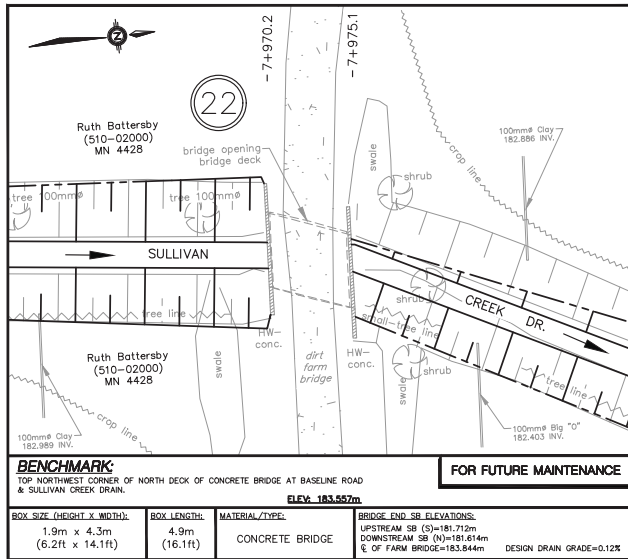 -7+970.2
-7+975.1
Z
22
Ruth Battersby
(510-02000)
MN 4428
bridge opening
bridge deck
swale
shrub
crop line
100mmø Clay
182.886 INV.
tree 100mmø
tree 100mmø
SULLIVAN
CREEK DR.
shrub
tree line
small-tree line
HW-
conc.
dirt
farm
bridge
HW-
conc.
shrub
tree line
Ruth Battersby
(510-02000)
MN 4428
swale
swale
crop line
100mmø Clay
182.989 INV.
100mmø Big "O"
182.403 INV.
BENCHMARK:
TOP NORTHWEST CORNER OF NORTH DECK OF CONCRETE BRIDGE AT BASELINE ROAD
& SULLIVAN CREEK DRAIN.
ELEV: 183.557m
FOR FUTURE MAINTENANCE
BOX SIZE (HEIGHT X WIDTH):
1.9m x 4.3m
(6.2ft x 14.1ft)
BOX LENGTH:
4.9m
(16.1ft)
MATERIAL/TYPE:
CONCRETE BRIDGE
BRIDGE END SB ELEVATIONS:
UPSTREAM SB (S)=181.712m
DOWNSTREAM SB (N)=181.614m
℄ OF FARM BRIDGE=183.844m
DESIGN DRAIN GRADE=0.12%